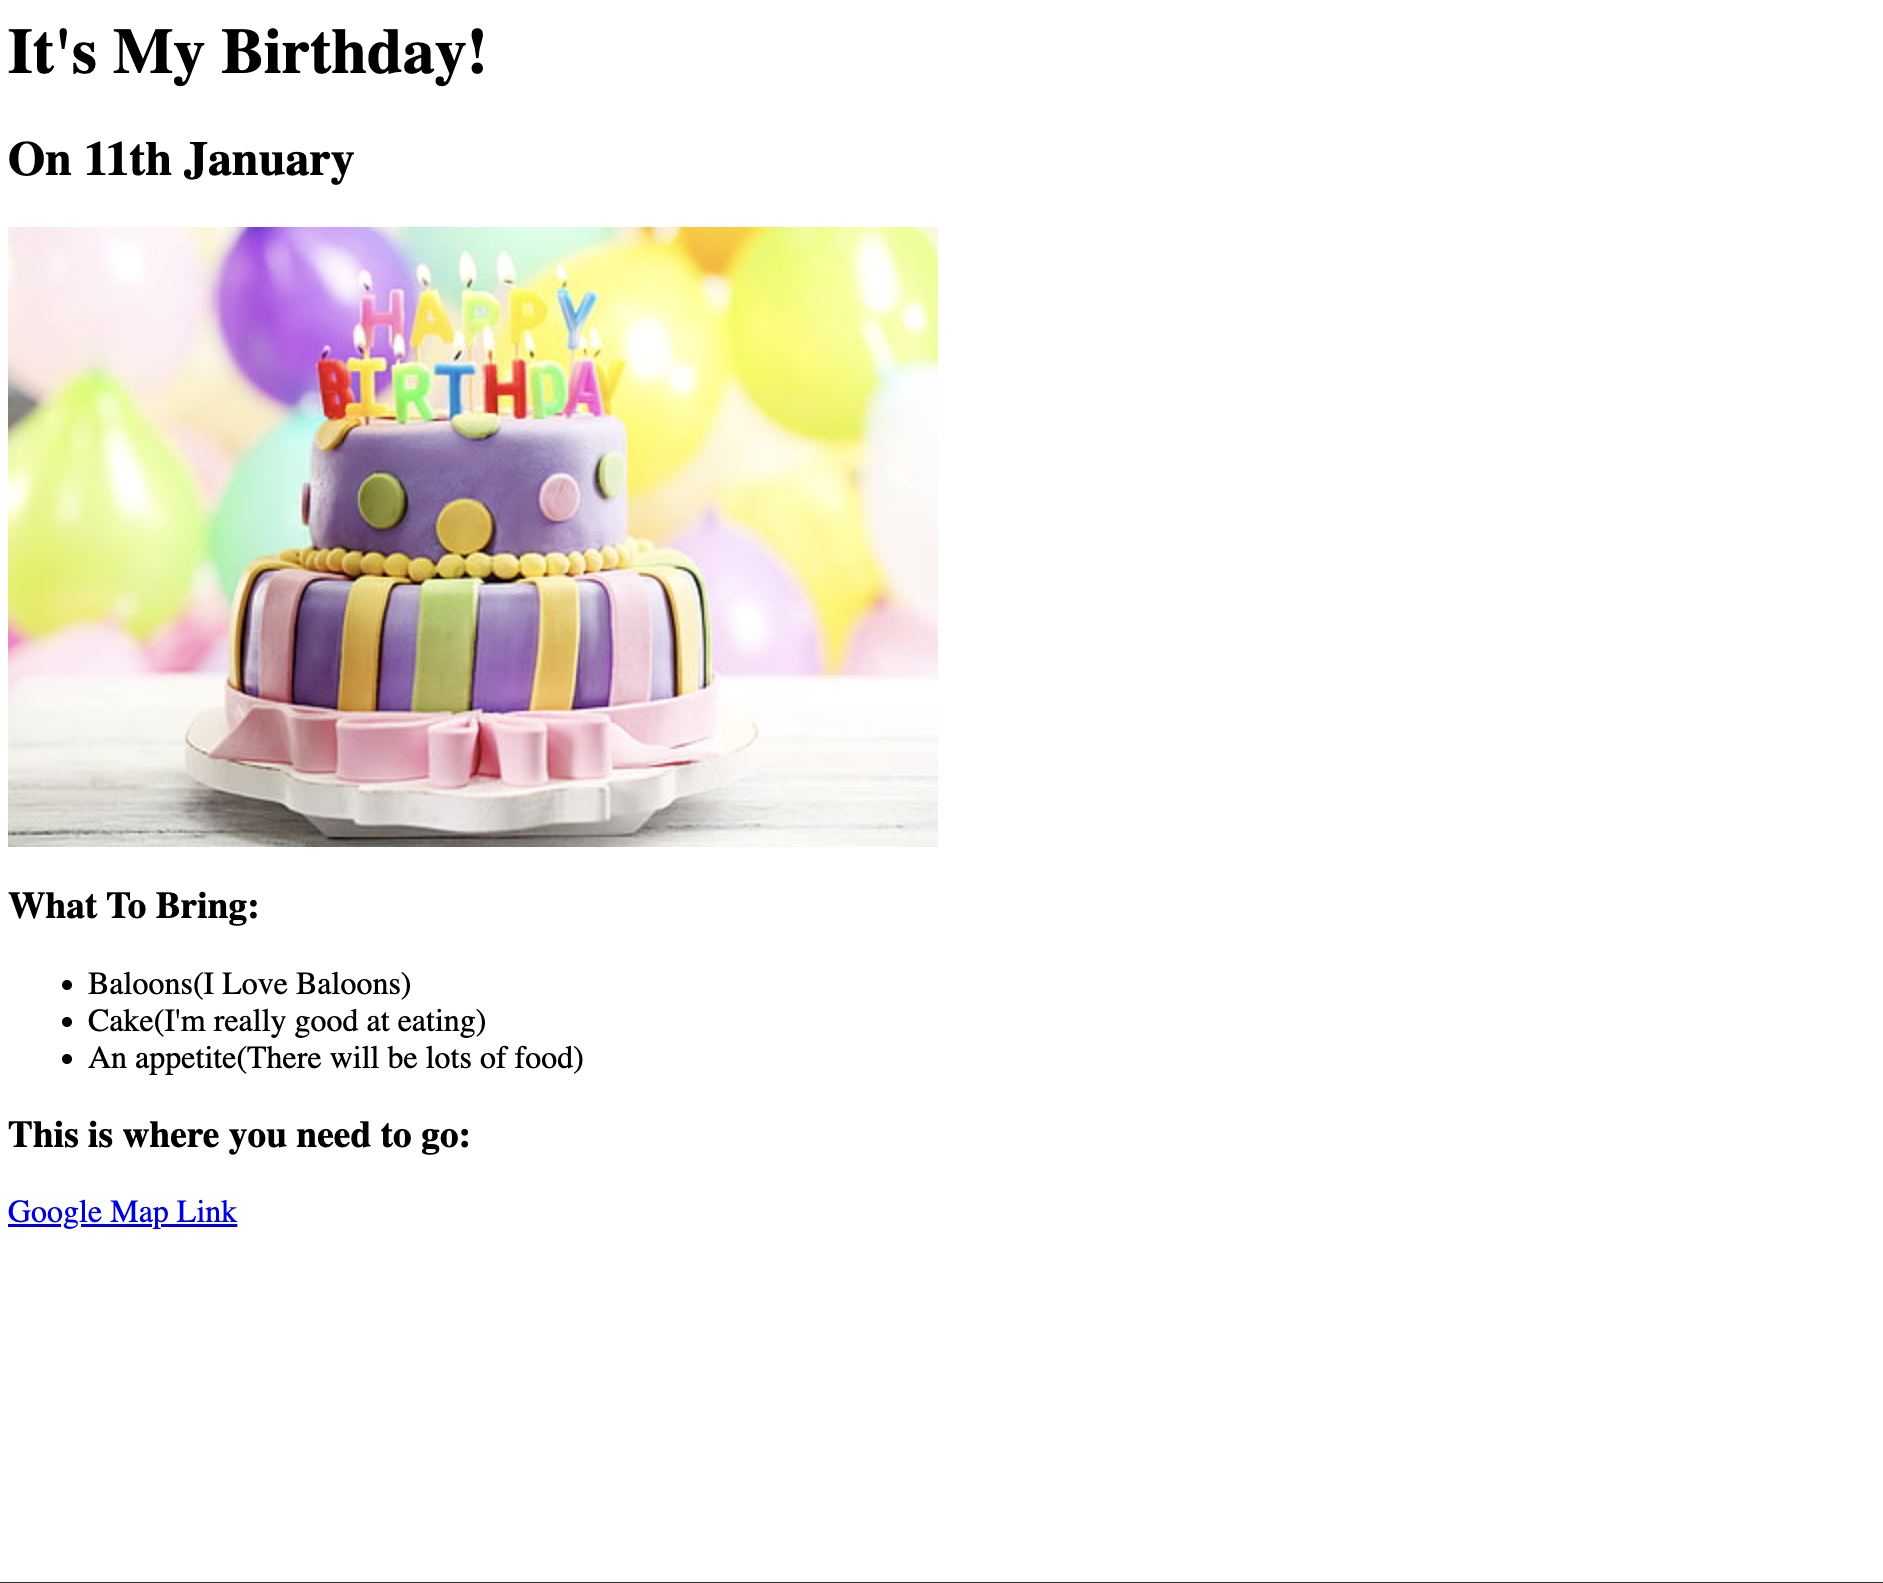 It's My Birthday!
On 11th January
HAPPY
BIRTHDAY
What To Bring:
Baloons(I Love Baloons)
Cake(I'm really good at eating)
An appetite(There will be lots of food)
This is where you need to go:
Google Map Link